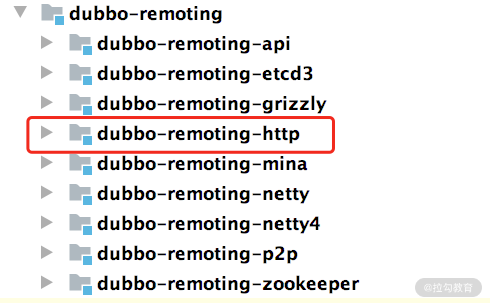 dubbo-remoting
dubbo-remoting-api
dubbo-remoting-etcd3
dubbo-remoting-grizzly
dubbo-remoting-http
dubbo-remoting-mina
dubbo-remoting-netty
dubbo-remoting-netty4
dubbo-remoting-p2p
dubbo-remoting-zookeeper
@拉勾教育